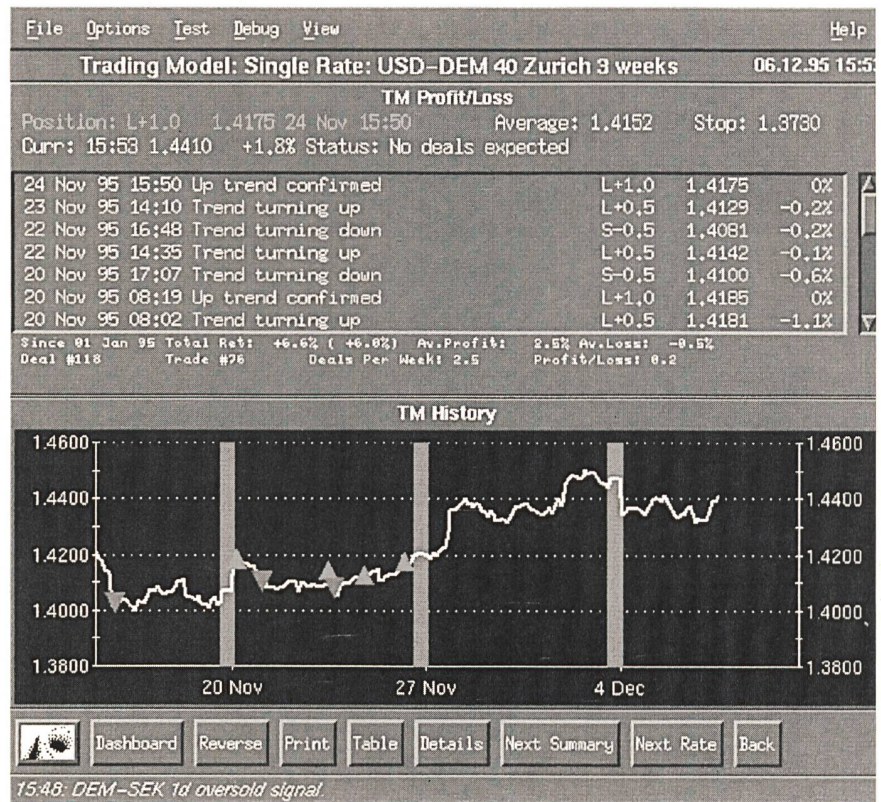 File Options Test Debug View Help
Trading Model: Single Rate: USD-DEM 40 Zurich 3 weeks 06.12.95 15:53
TM Profit/Loss
Position: L+1.0 1.4175 24 Nov 15:50 Average: 1.4152 Stop: 1.3730
Curr: 15:53 1.4410 +1.8% Status: No deals expected
24 Nov 95 15:50 Up trend confirmed L+1.0 1.4175 0%
23 Nov 95 14:10 Trend turning up L+0.5 1.4129 -0.2%
22 Nov 95 16:48 Trend turning down S-0.5 1.4081 -0.2%
22 Nov 95 14:35 Trend turning up L+0.5 1.4142 -0.1%
20 Nov 95 17:07 Trend turning down S-0.5 1.4100 -0.6%
20 Nov 95 08:19 Up trend confirmed L+1.0 1.4185 0%
20 Nov 95 08:02 Trend turning up L+0.5 1.4181 -1.1%
Since 01 Jan 95 Total Ret: +6.6% ( +6.0%) Av.Profit: 2.5% Av.Loss: -0.5%
Deal #118 Trade #76 Deals Per Week: 2.5 Profit/Loss: 0.2
TM History
1.4600 1.4600
1.4400 1.4400
1.4200 1.4200
1.4000 1.4000
1.3800 1.3800
20 Nov 27 Nov 4 Dec
Dashboard Reverse Print Table Details Next Summary Next Rate Back
15:48: DEM-SEK 1d oversold signal.